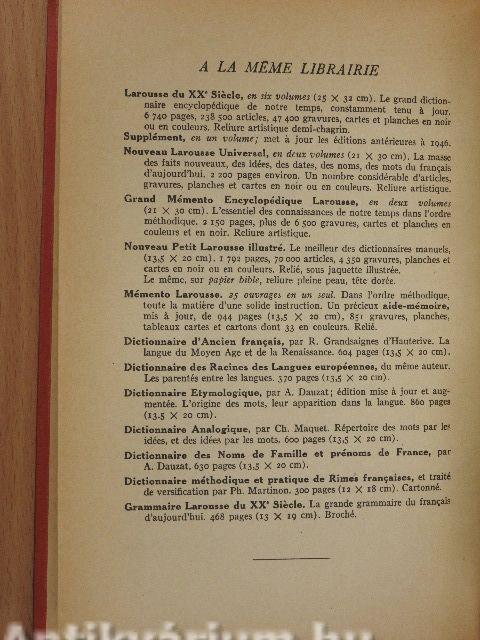 A LA MÊME LIBRAIRIE
Larousse du XXe Siècle, en six volumes (25 × 32 cm). Le grand diction-
naire encyclopédique de notre temps, constamment tenu à jour.
6 740 pages, 238 500 articles, 47 400 gravures, cartes et planches en noir
ou en couleurs. Reliure artistique demi-chagrin.
Supplément, en un volume; met à jour les éditions antérieures à 1946.
Nouveau Larousse Universel, en deux volumes (21 × 30 cm). La masse
des faits nouveaux, des idées, des dates, des noms, des mots du français
d'aujourd'hui. 2 200 pages environ. Un nombre considérable d'articles,
gravures, planches et cartes en noir ou en couleurs. Reliure artistique.
Grand Mémento Encyclopédique Larousse, en deux volumes
(21 × 30 cm). L'essentiel des connaissances de notre temps dans l'ordre
méthodique. 2 150 pages, plus de 6 500 gravures, cartes et planches en
couleurs et en noir. Reliure artistique.
Nouveau Petit Larousse illustré. Le meilleur des dictionnaires manuels,
(13,5 × 20 cm). 1 792 pages, 70 000 articles, 4 350 gravures, planches et
cartes en noir ou en couleurs. Relié, sous jaquette illustrée.
Le même, sur papier bible, reliure pleine peau, tête dorée.
Mémento Larousse. 25 ouvrages en un seul. Dans l'ordre méthodique,
toute la matière d'une solide instruction. Un précieux aide-mémoire,
mis à jour, de 944 pages (13,5 × 20 cm), 851 gravures, planches,
tableaux cartes et cartons dont 33 en couleurs. Relié.
Dictionnaire d'Ancien français, par R. Grandsaignes d'Hauterive. La
langue du Moyen Age et de la Renaissance. 604 pages (13,5 × 20 cm).
Dictionnaire des Racines des Langues européennes, du même auteur.
Les parentés entre les langues. 370 pages (13,5 × 20 cm).
Dictionnaire Etymologique, par A. Dauzat; édition mise à jour et aug-
mentée. L'origine des mots, leur apparition dans la langue. 860 pages
(13.5 × 20 cm).
Dictionnaire Analogique, par Ch. Maquet. Répertoire des mots par les
idées, et des idées par les mots. 600 pages (13,5 × 20 cm).
Dictionnaire des Noms de Famille et prénoms de France, par
A. Dauzat, 630 pages (13,5 × 20 cm).
Dictionnaire méthodique et pratique de Rimes françaises, et traité
de versification par Ph. Martinon. 300 pages (12 × 18 cm). Cartonné.
Grammaire Larousse du XXe Siècle. La grande grammaire du français
d'aujourd'hui. 468 pages (13 × 19 cm). Broché.
Antikvárium.hu